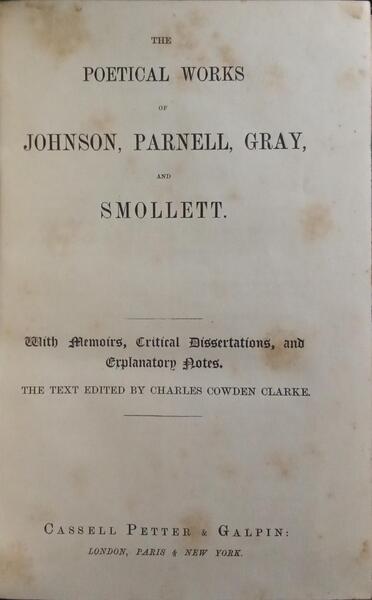 THE
POETICAL WORKS
OF
JOHNSON, PARNELL, GRAY,
AND
SMOLLETT.
With Memoirs, Critical Dissertations, and
Explanatory Notes.
THE TEXT EDITED BY CHARLES COWDEN CLARKE.
CASSELL PETTER & GALPIN:
LONDON, PARIS & NEW YORK.